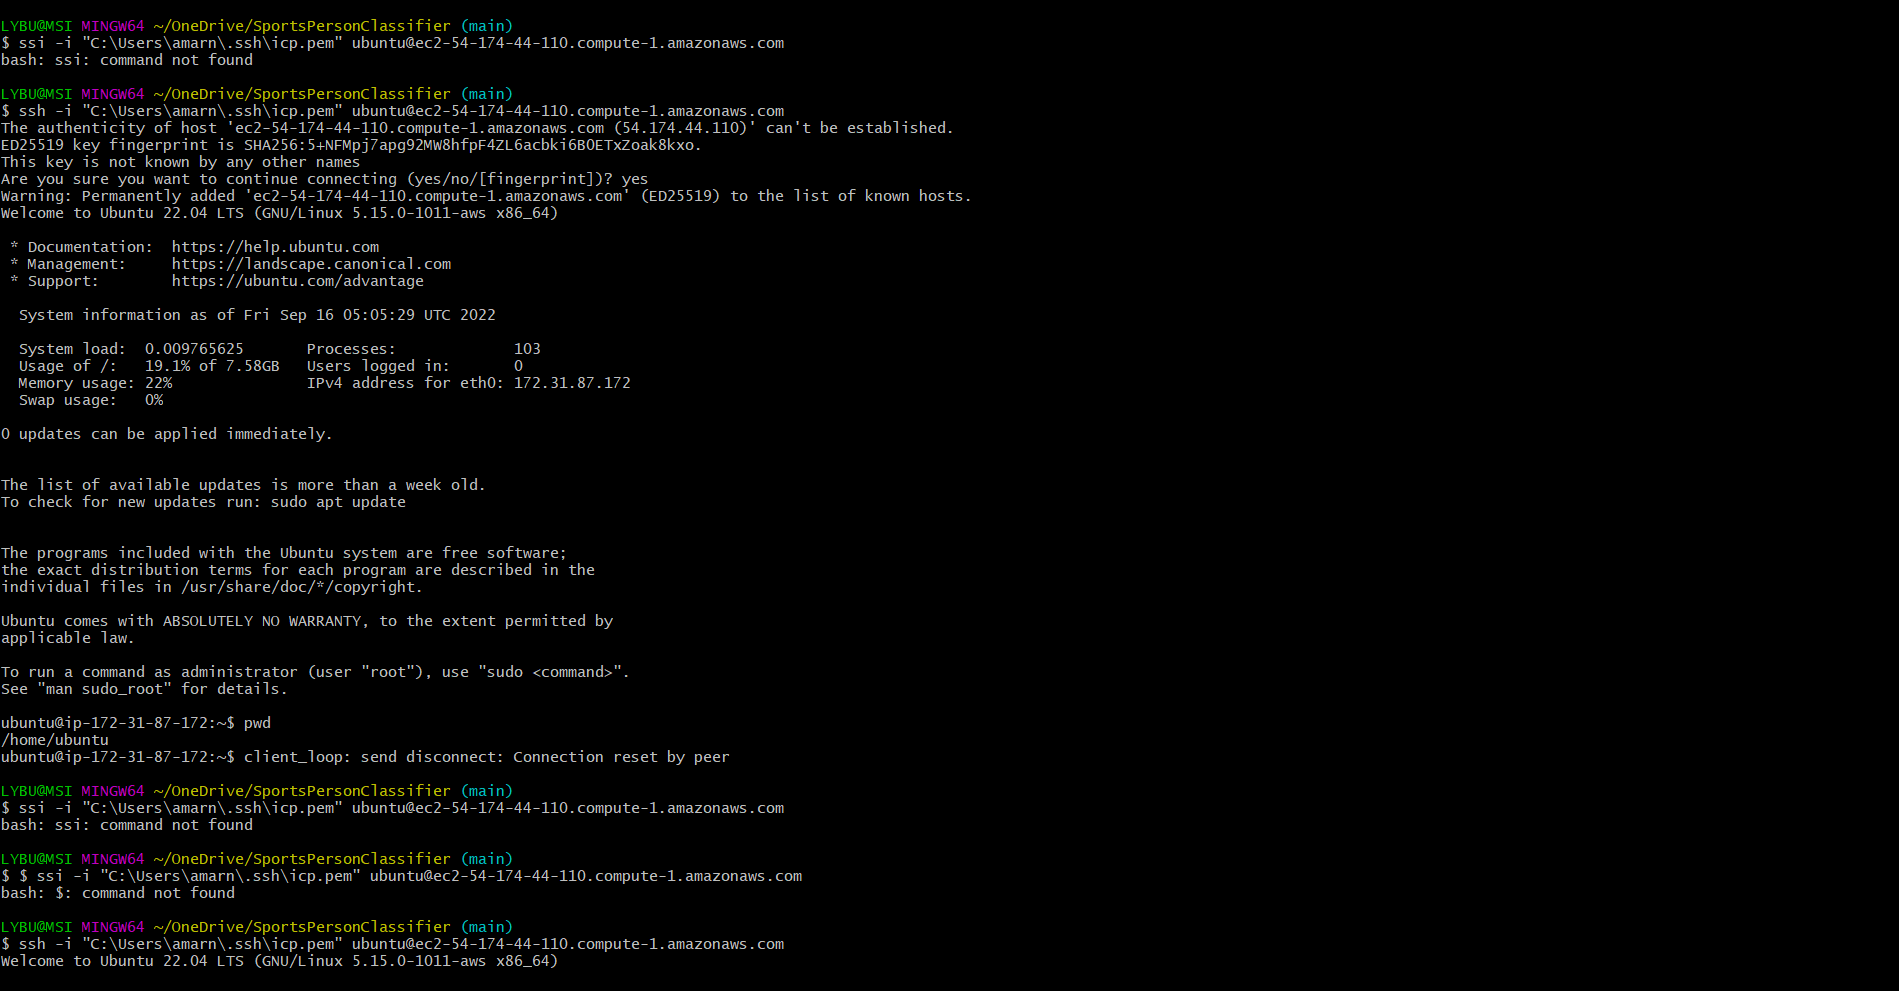 LYBU@MSI MINGW64 ~/OneDrive/SportsPersonClassifier (main)
$ ssi -i "C:\Users\amarn\.ssh\icp.pem" ubuntu@ec2-54-174-44-110.compute-1.amazonaws.com
bash: ssi: command not found
LYBU@MSI MINGW64 ~/OneDrive/SportsPersonClassifier (main)
$ ssh -i "C:\Users\amarn\.ssh\icp.pem" ubuntu@ec2-54-174-44-110.compute-1.amazonaws.com
The authenticity of host 'ec2-54-174-44-110.compute-1.amazonaws.com (54.174.44.110)' can't be established.
ED25519 key fingerprint is SHA256:5+NFMpj7apg92MW8hfpF4ZL6acbki6B0ETxZoak8kxo.
This key is not known by any other names
Are you sure you want to continue connecting (yes/no/[fingerprint])? yes
Warning: Permanently added 'ec2-54-174-44-110.compute-1.amazonaws.com' (ED25519) to the list of known hosts.
Welcome to Ubuntu 22.04 LTS (GNU/Linux 5.15.0-1011-aws x86_64)
* Documentation:  https://help.ubuntu.com
* Management:     https://landscape.canonical.com
* Support:        https://ubuntu.com/advantage
System information as of Fri Sep 16 05:05:29 UTC 2022
System load:  0.009765625       Processes:             103
Usage of /:   19.1% of 7.58GB   Users logged in:       0
Memory usage: 22%               IPv4 address for eth0: 172.31.87.172
Swap usage:   0%
0 updates can be applied immediately.
The list of available updates is more than a week old.
To check for new updates run: sudo apt update
The programs included with the Ubuntu system are free software;
the exact distribution terms for each program are described in the
individual files in /usr/share/doc/*/copyright.
Ubuntu comes with ABSOLUTELY NO WARRANTY, to the extent permitted by
applicable law.
To run a command as administrator (user "root"), use "sudo <command>".
See "man sudo_root" for details.
ubuntu@ip-172-31-87-172:~$ pwd
/home/ubuntu
ubuntu@ip-172-31-87-172:~$ client_loop: send disconnect: Connection reset by peer
LYBU@MSI MINGW64 ~/OneDrive/SportsPersonClassifier (main)
$ ssi -i "C:\Users\amarn\.ssh\icp.pem" ubuntu@ec2-54-174-44-110.compute-1.amazonaws.com
bash: ssi: command not found
LYBU@MSI MINGW64 ~/OneDrive/SportsPersonClassifier (main)
$ $ ssi -i "C:\Users\amarn\.ssh\icp.pem" ubuntu@ec2-54-174-44-110.compute-1.amazonaws.com
bash: $: command not found
LYBU@MSI MINGW64 ~/OneDrive/SportsPersonClassifier (main)
$ ssh -i "C:\Users\amarn\.ssh\icp.pem" ubuntu@ec2-54-174-44-110.compute-1.amazonaws.com
Welcome to Ubuntu 22.04 LTS (GNU/Linux 5.15.0-1011-aws x86_64)